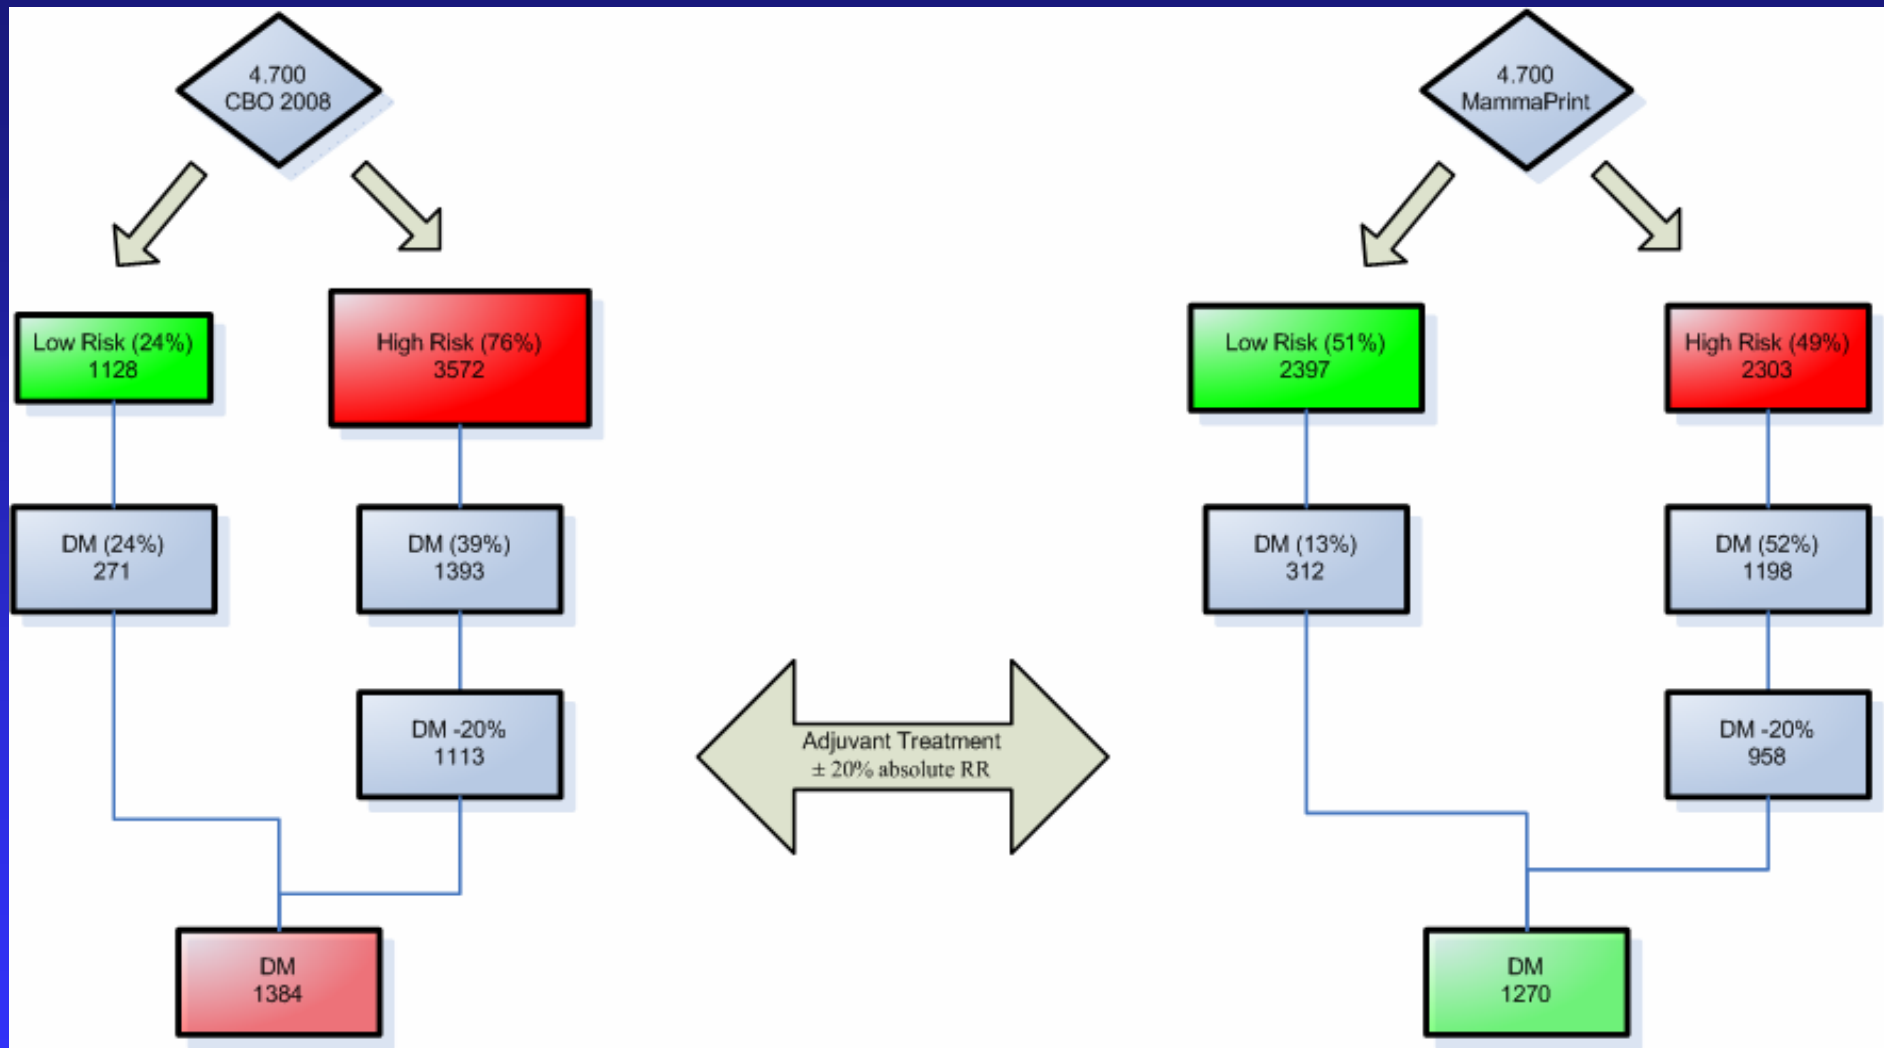 4.700
CBO 2008
Low Risk (24%)
1128
High Risk (76%)
3572
DM (24%)
271
DM (39%)
1393
DM -20%
1113
DM
1384
Adjuvant Treatment
± 20% absolute RR
4.700
MammaPrint
Low Risk (51%)
2397
High Risk (49%)
2303
DM (13%)
312
DM (52%)
1198
DM -20%
958
DM
1270